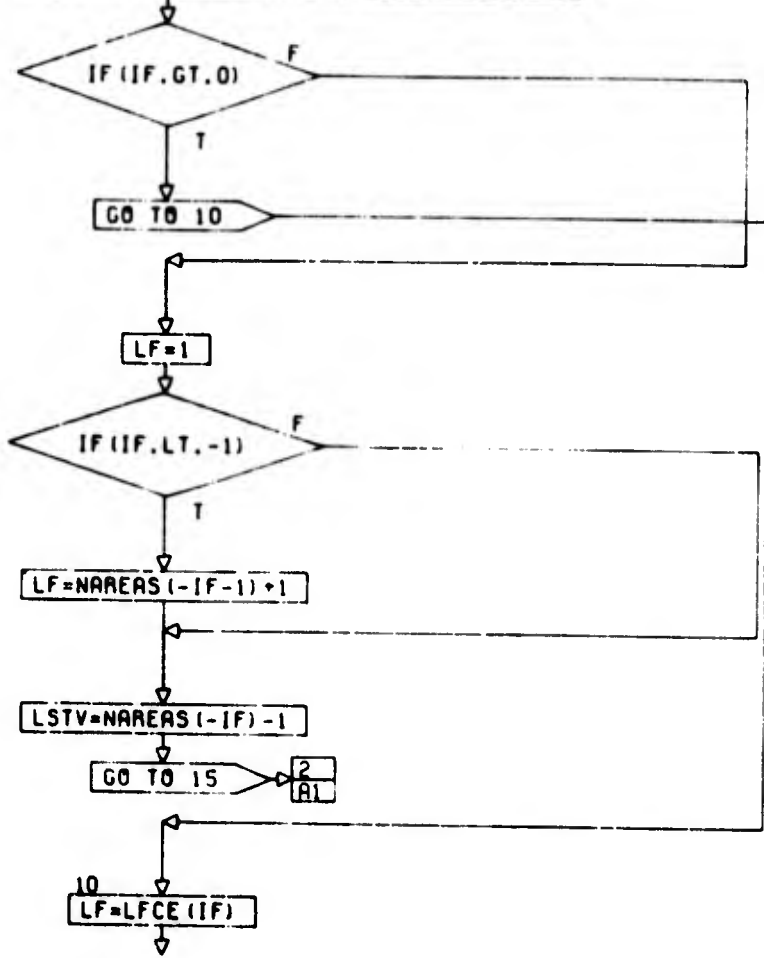 IF(IF.GT.0)
F
T
GO TO 10
LF=1
IF(IF.LT.-1)
F
T
LF=NAREAS(-IF-1)+1
LSTV=NAREAS(-IF)-1
GO TO 15
2
A1
10
LF=LFCE(IF)